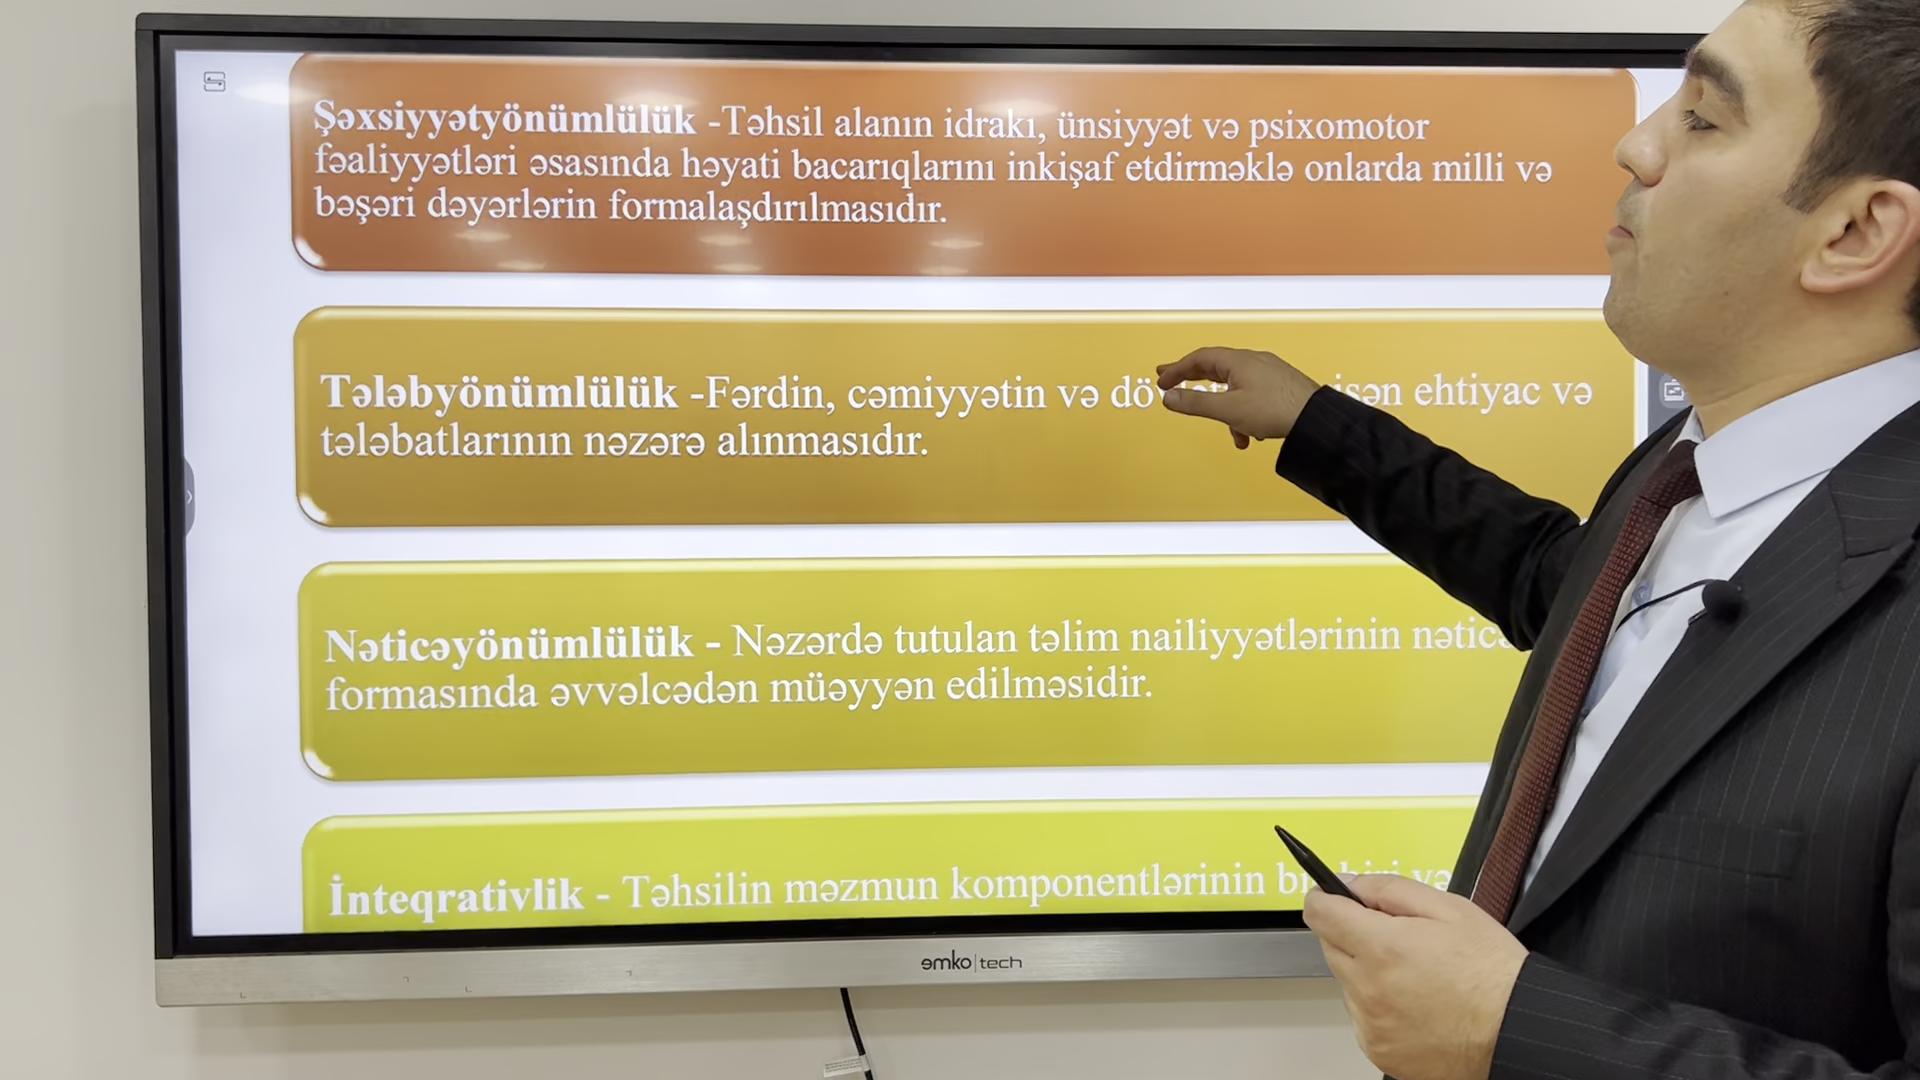 Şəxsiyyətyönümlülük -Təhsil alanın idrakı, ünsiyyət və psixomotor
fəaliyyətləri əsasında həyati bacarıqlarını inkişaf etdirməklə onlarda milli və
bəşəri dəyərlərin formalaşdırılmasıdır.
Tələbyönümlülük -Fərdin, cəmiyyətin və ehtiyac və
tələbatlarının nəzərə alınmasıdır.
Nəticəyönümlülük - Nəzərdə tutulan təlim nailiyyətlərinin
formasında əvvəlcədən müəyyən edilməsidir.
İnteqrativlik - Təhsilin məzmun komponentlərinin və
emko|tech